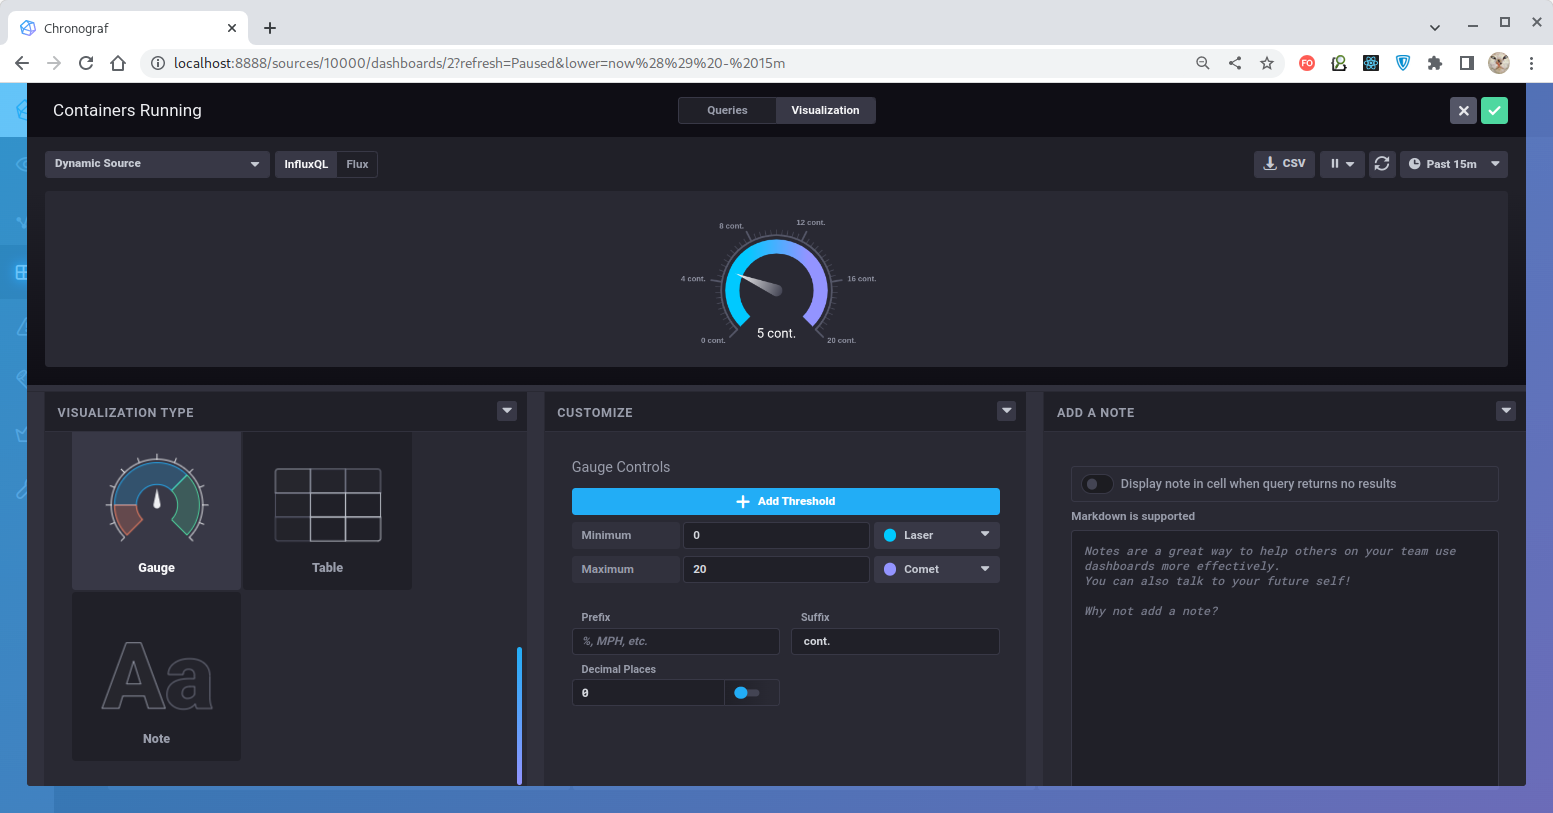 Chronograf
localhost:8888/sources/10000/dashboards/2?refresh=Paused&lower=now%28%29%20-%2015m
FO
Containers Running
Queries
Visualization
Dynamic Source
InfluxQL
Flux
CSV
Past 15m
8 cont.
12 cont.
4 cont.
16 cont.
0 cont.
5 cont.
20 cont.
VISUALIZATION TYPE
Gauge
Table
Aa
Note
CUSTOMIZE
Gauge Controls
Add Threshold
Minimum
0
Laser
Maximum
20
Comet
Prefix
Suffix
%, MPH, etc.
cont.
Decimal Places
0
ADD A NOTE
Display note in cell when query returns no results
Markdown is supported
Notes are a great way to help others on your team use
dashboards more effectively.
You can also talk to your future self!
Why not add a note?